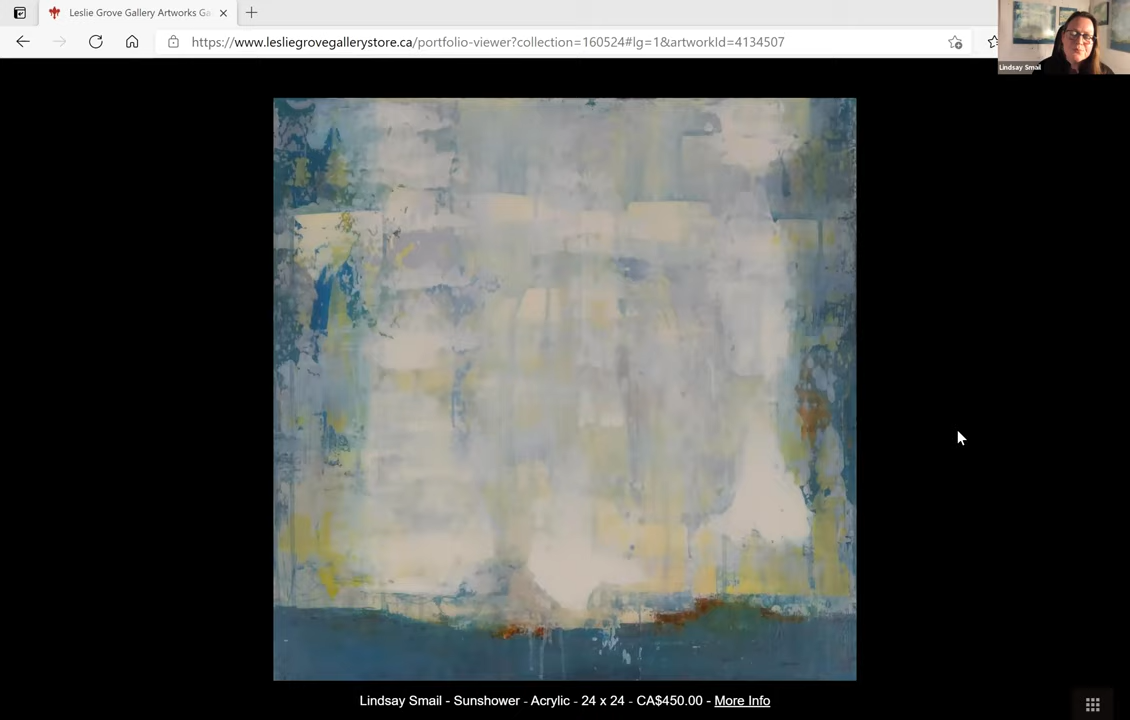 Leslie Grove Gallery Artworks Ga
https://www.lesliegrovegallerystore.ca/portfolio-viewer?collection=160524#lg=1&artworkId=4134507
Lindsay Smail
Lindsay Smail - Sunshower - Acrylic - 24 x 24 - CA$450.00 - More Info